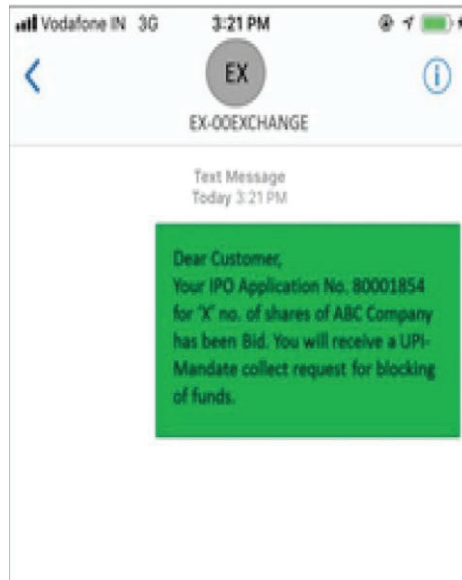 Vodafone IN 3G 3:21 PM
EX
EX-00EXCHANGE
Text Message
Today 3:21 PM
Dear Customer,
Your IPO Application No. 80001854
for "X" no. of shares of ABC Company
has been Bid. You will receive a UPI-
Mandate collect request for blocking
of funds.